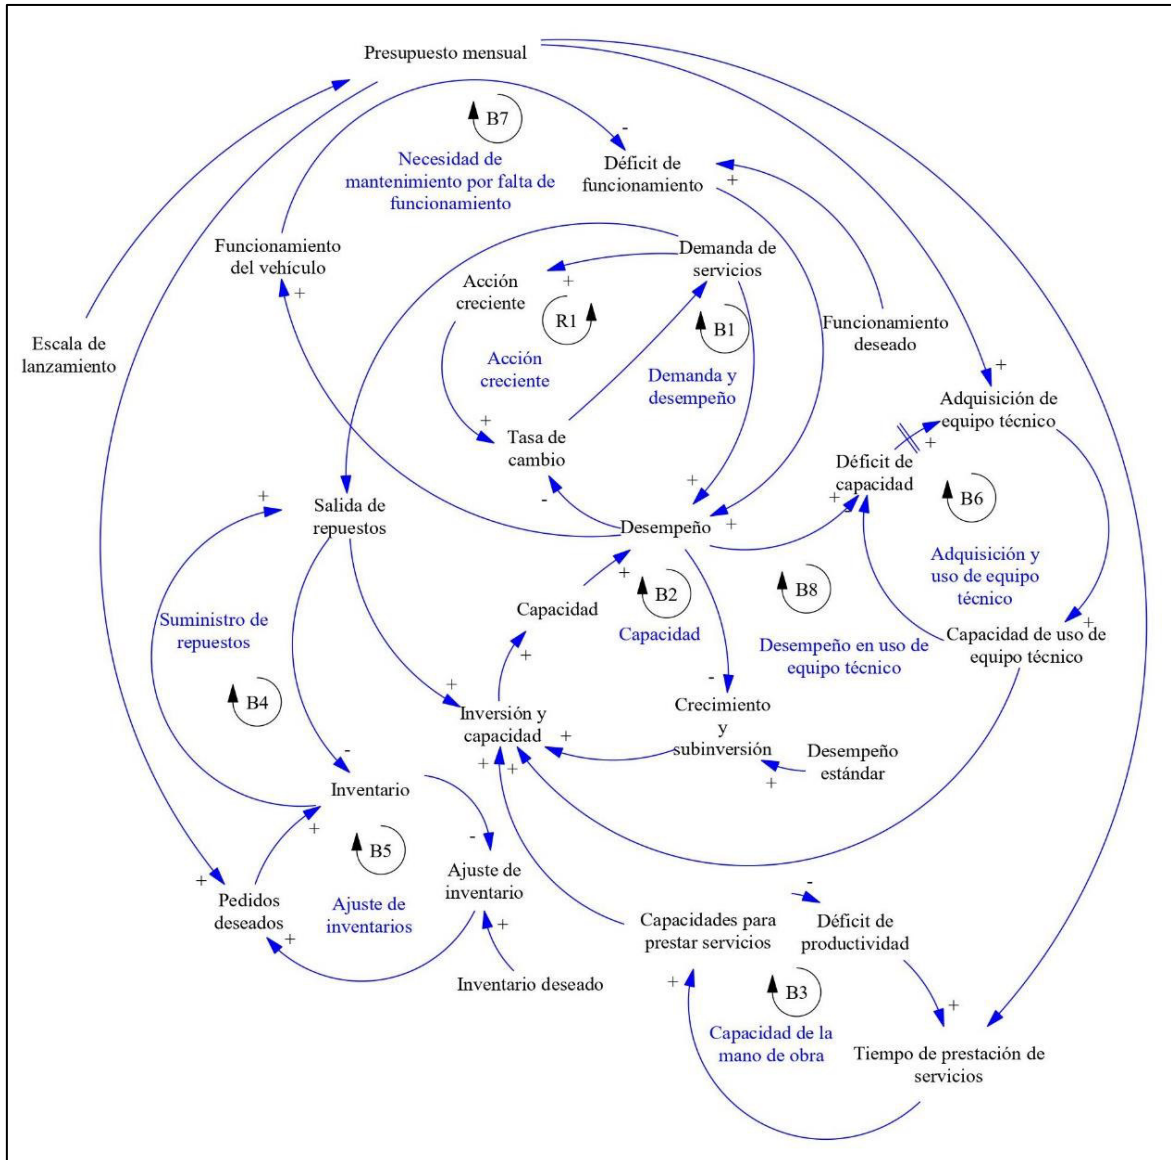 Presupuesto mensual
B7
-
Necesidad de
mantenimiento por falta de
funcionamiento
Déficit de
funcionamiento
+
Funcionamiento
del vehículo
+
Demanda de
servicios
Acción
creciente
+
R1
B1
Acción
creciente
Demanda y
desempeño
Funcionamiento
deseado
Escala de
lanzamiento
+
Adquisición de
equipo técnico
+
Tasa de
cambio
-
Déficit de
capacidad
+
B6
+
Salida de
repuestos
+
Desempeño
+
+
-
Adquisición y
uso de equipo
técnico
+
B2
B8
Capacidad
Capacidad
+
Suministro de
repuestos
Desempeño en uso de
equipo técnico
Capacidad de uso de
equipo técnico
+
B4
+
Inversión y
capacidad
-
Crecimiento
y
subinversión
+
Desempeño
estándar
+
+
+
-
Inventario
+
B5
-
Ajuste de
inventario
+
+
Pedidos
deseados
+
Ajuste de
inventarios
Inventario deseado
-
Capacidades para
prestar servicios
Déficit de
productividad
+
B3
+
Capacidad de la
mano de obra
Tiempo de prestación de
servicios